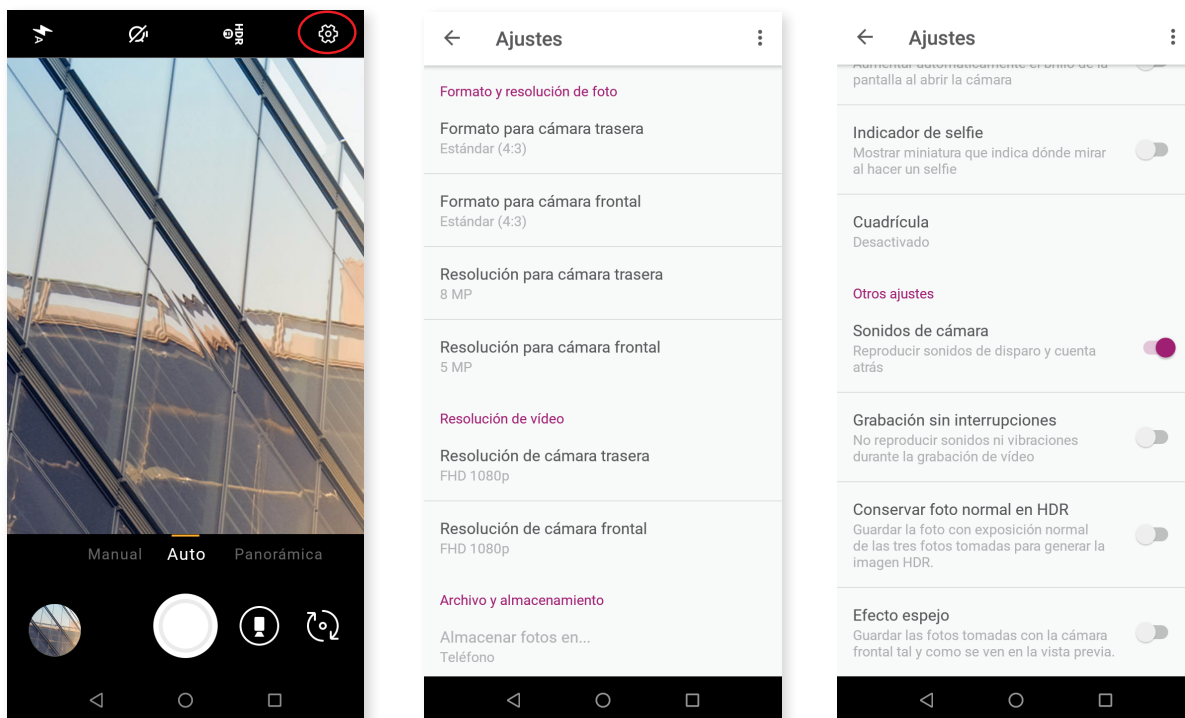 A
HDR
Manual
Auto
Panorámica
Ajustes
Formato y resolución de foto
Formato para cámara trasera
Estándar (4:3)
Formato para cámara frontal
Estándar (4:3)
Resolución para cámara trasera
8 MP
Resolución para cámara frontal
5 MP
Resolución de vídeo
Resolución de cámara trasera
FHD 1080p
Resolución de cámara frontal
FHD 1080p
Archivo y almacenamiento
Almacenar fotos en...
Teléfono
Ajustes
Aumentar automáticamente el brillo de la
pantalla al abrir la cámara
Indicador de selfie
Mostrar miniatura que indica dónde mirar
al hacer un selfie
Cuadrícula
Desactivado
Otros ajustes
Sonidos de cámara
Reproducir sonidos de disparo y cuenta
atrás
Grabación sin interrupciones
No reproducir sonidos ni vibraciones
durante la grabación de vídeo
Conservar foto normal en HDR
Guardar la foto con exposición normal
de las tres fotos tomadas para generar la
imagen HDR.
Efecto espejo
Guardar las fotos tomadas con la cámara
frontal tal y como se ven en la vista previa.